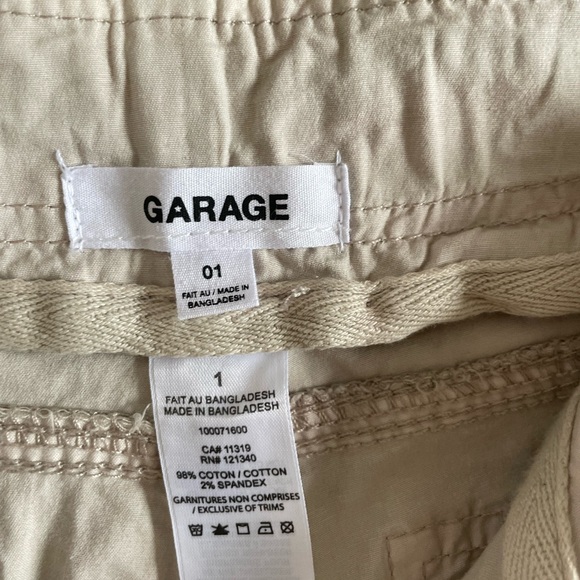 GARAGE
01
FAIT AU / MADE IN
BANGLADESH
1
FAIT AU BANGLADESH
MADE IN BANGLADESH
100071600
CA# 11319
RN# 121340
98% COTON / COTTON
2% SPANDEX
GARNITURES NON COMPRISES
/ EXCLUSIVE OF TRIMS